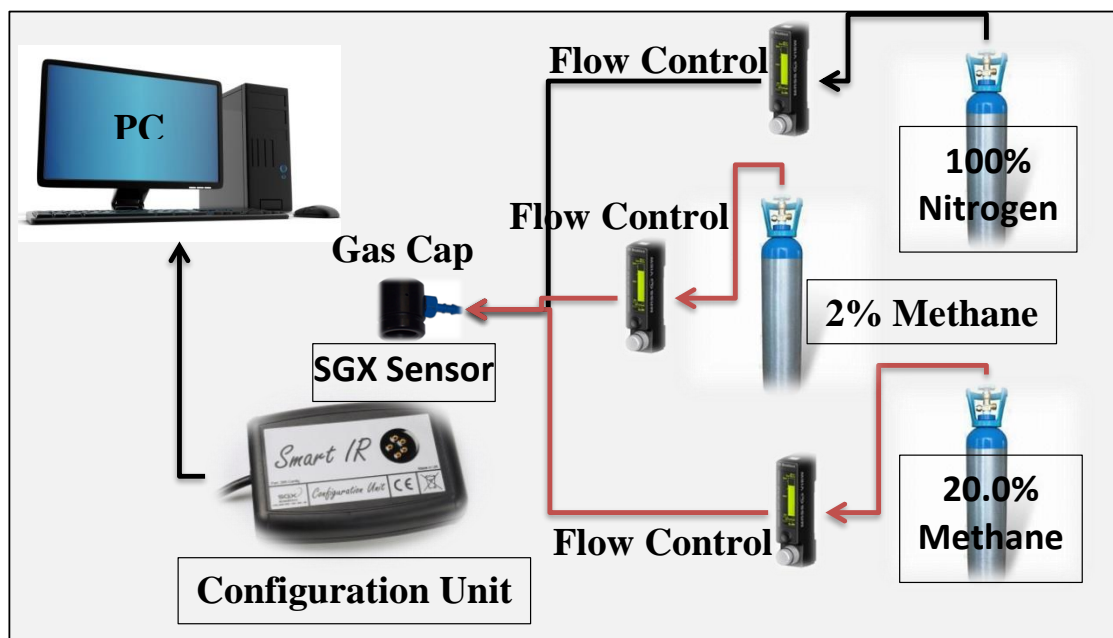 PC
Flow Control
100%
Nitrogen
Flow Control
Gas Cap
2% Methane
SGX Sensor
Smart IR
SGX
Configuration Unit
CE
20.0%
Methane
Flow Control
Configuration Unit